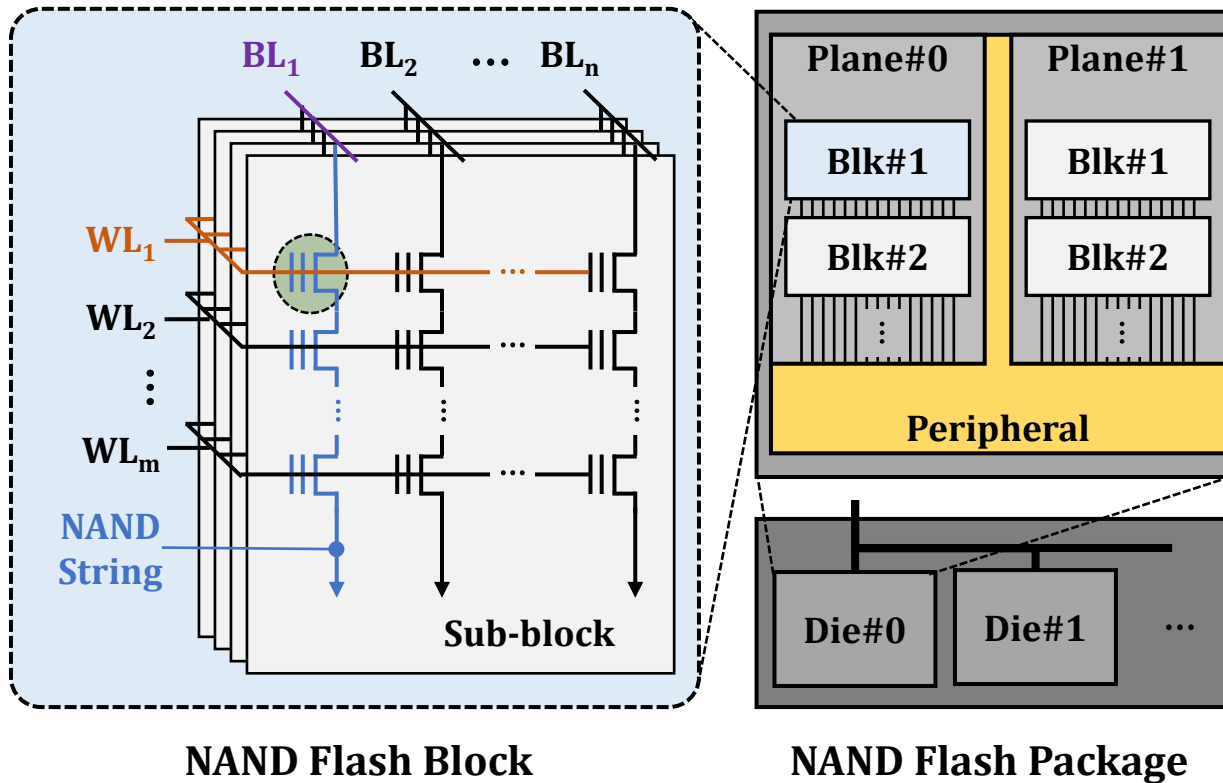 BL₁ BL₂ ... BLₙ
WL₁
WL₂
⋮
WLₘ
...
...
...
⋮ ⋮ ⋮
NAND
String
Sub-block
NAND Flash Block
Plane#0 Plane#1
Blk#1 Blk#1
Blk#2 Blk#2
⋮ ⋮
Peripheral
Die#0 Die#1 ...
NAND Flash Package